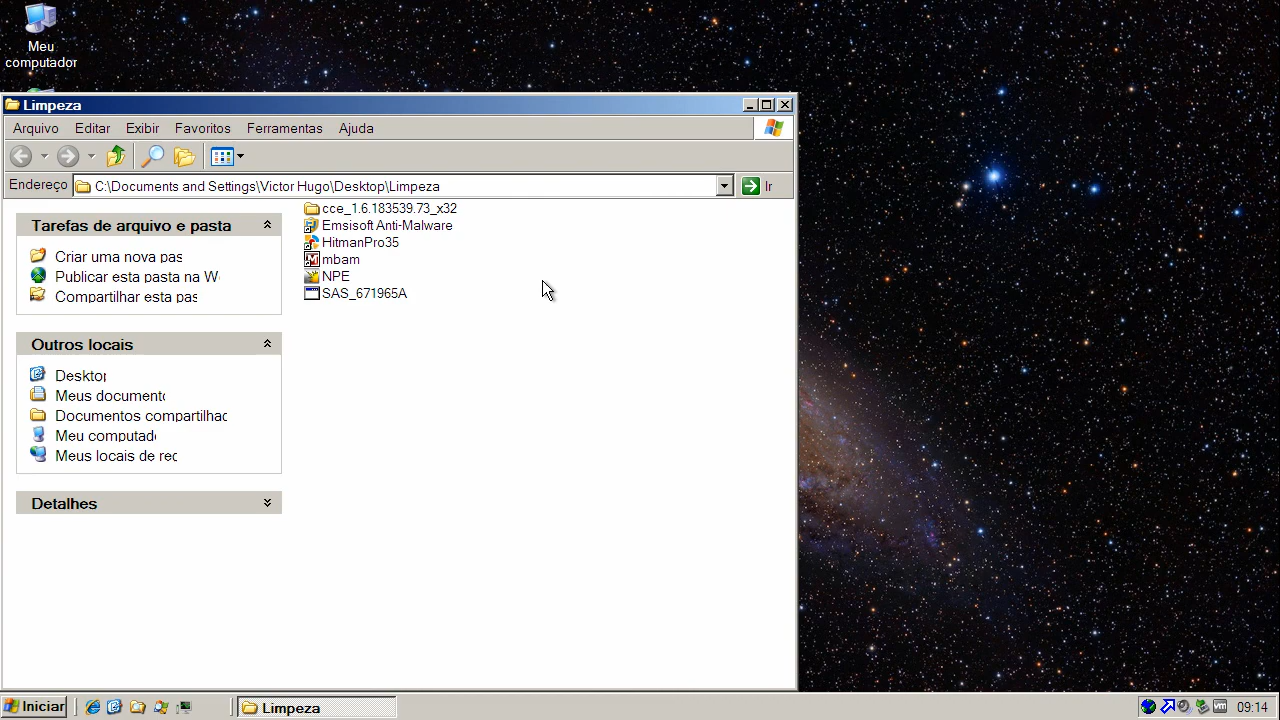 Meu
computador
Limpeza
Arquivo Editar Exibir Favoritos Ferramentas Ajuda
Endereço C:\Documents and Settings\Victor Hugo\Desktop\Limpeza Ir
Tarefas de arquivo e pasta
Criar uma nova pas
Publicar esta pasta na W
Compartilhar esta pas
Outros locais
Desktop
Meus documento
Documentos compartilhac
Meu computado
Meus locais de rec
Detalhes
cce_1.6.183539.73_x32
Emsisoft Anti-Malware
HitmanPro35
mbam
NPE
SAS_671965A
Iniciar Limpeza vm 09:14